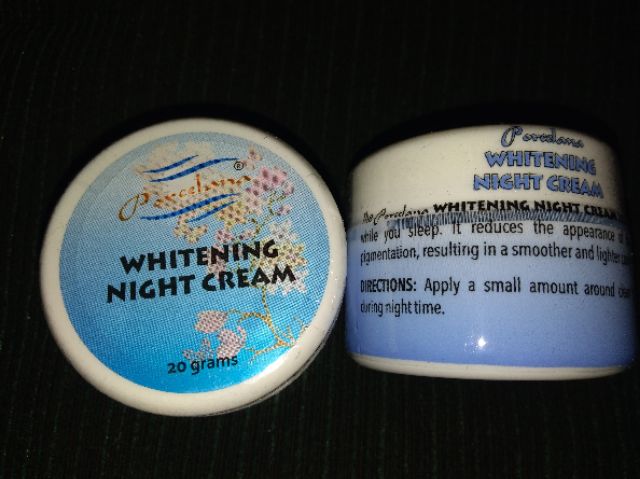 Porcelana®
WHITENING
NIGHT CREAM
20 grams
Porcelana
WHITENING
NIGHT CREAM
The Porcelana WHITENING NIGHT CREAM
while you sleep. It reduces the appearance of
pigmentation, resulting in a smoother and lighter
DIRECTIONS: Apply a small amount around
during night time.